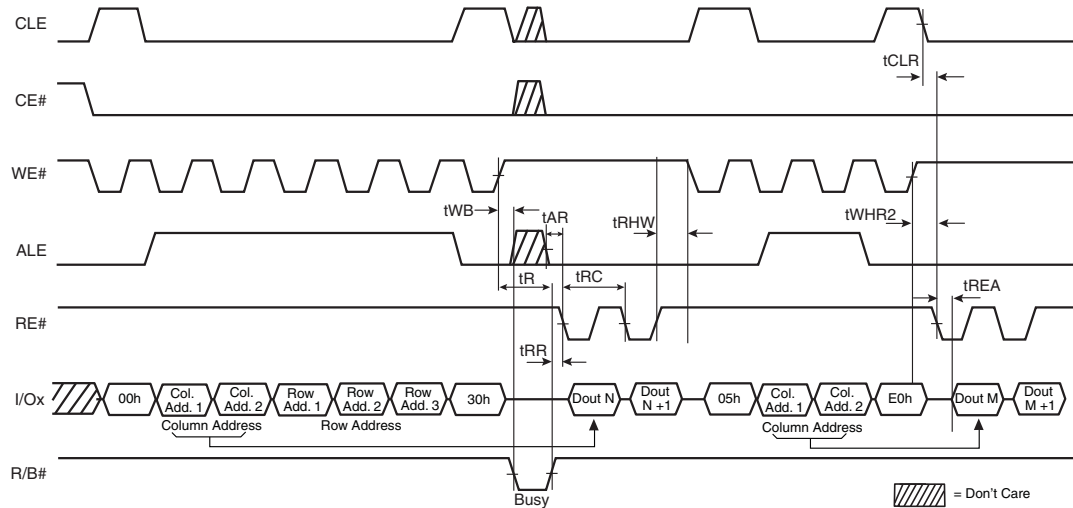 CLE
tCLR
CE#
WE#
tWB
tAR
tRHW
tWHR2
ALE
tR
tRC
tREA
RE#
tRR
I/Ox
00h
Col. Add. 1
Col. Add. 2
Row Add. 1
Row Add. 2
Row Add. 3
30h
Dout N
Dout N +1
05h
Col. Add. 1
Col. Add. 2
E0h
Dout M
Dout M +1
Column Address
Row Address
Column Address
R/B#
Busy
= Don't Care